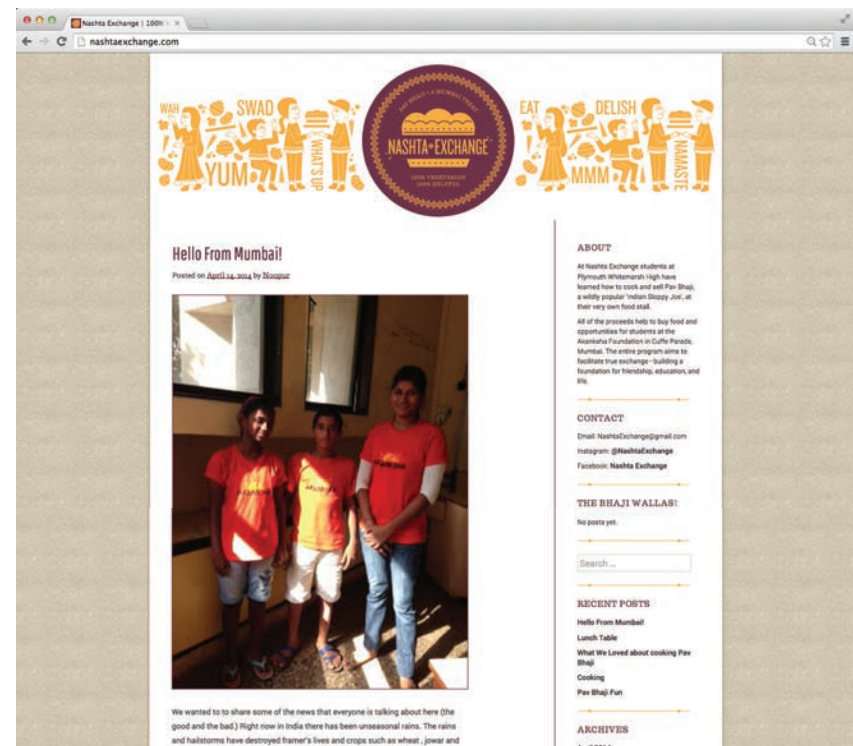 Nashta Exchange | 100%
nashtaexchange.com
WAH
SWAD
YUM
WHAT'S UP
PAV BHAJI • A MUMBAI TREAT
NASHTA EXCHANGE
100% VEGETARIAN
100% HELPFUL
EAT
DELISH
MMM
NAMASTE
Hello From Mumbai!
Posted on April 14, 2014 by Noopur
We wanted to to share some of the news that everyone is talking about here (the
good and the bad.) Right now in India there has been unseasonal rains. The rains
and hailstorms have destroyed framer's lives and crops such as wheat , jowar and
ABOUT
At Nashta Exchange students at
Plymouth Whitemarsh High have
learned how to cook and sell Pav Bhaji,
a wildly popular 'Indian Sloppy Joe', at
their very own food stall.
All of the proceeds help to buy food and
opportunities for students at the
Akanksha Foundation in Cuffe Parade,
Mumbai. The entire program aims to
facilitate true exchange–building a
foundation for friendship, education, and
life.
CONTACT
Email: NashtaExchange@gmail.com
Instagram: @NashtaExchange
Facebook: Nashta Exchange
THE BHAJI WALLAS!
No posts yet.
Search ...
RECENT POSTS
Hello From Mumbai!
Lunch Table
What We Loved about cooking Pav
Bhaji
Cooking
Pav Bhaji Fun
ARCHIVES